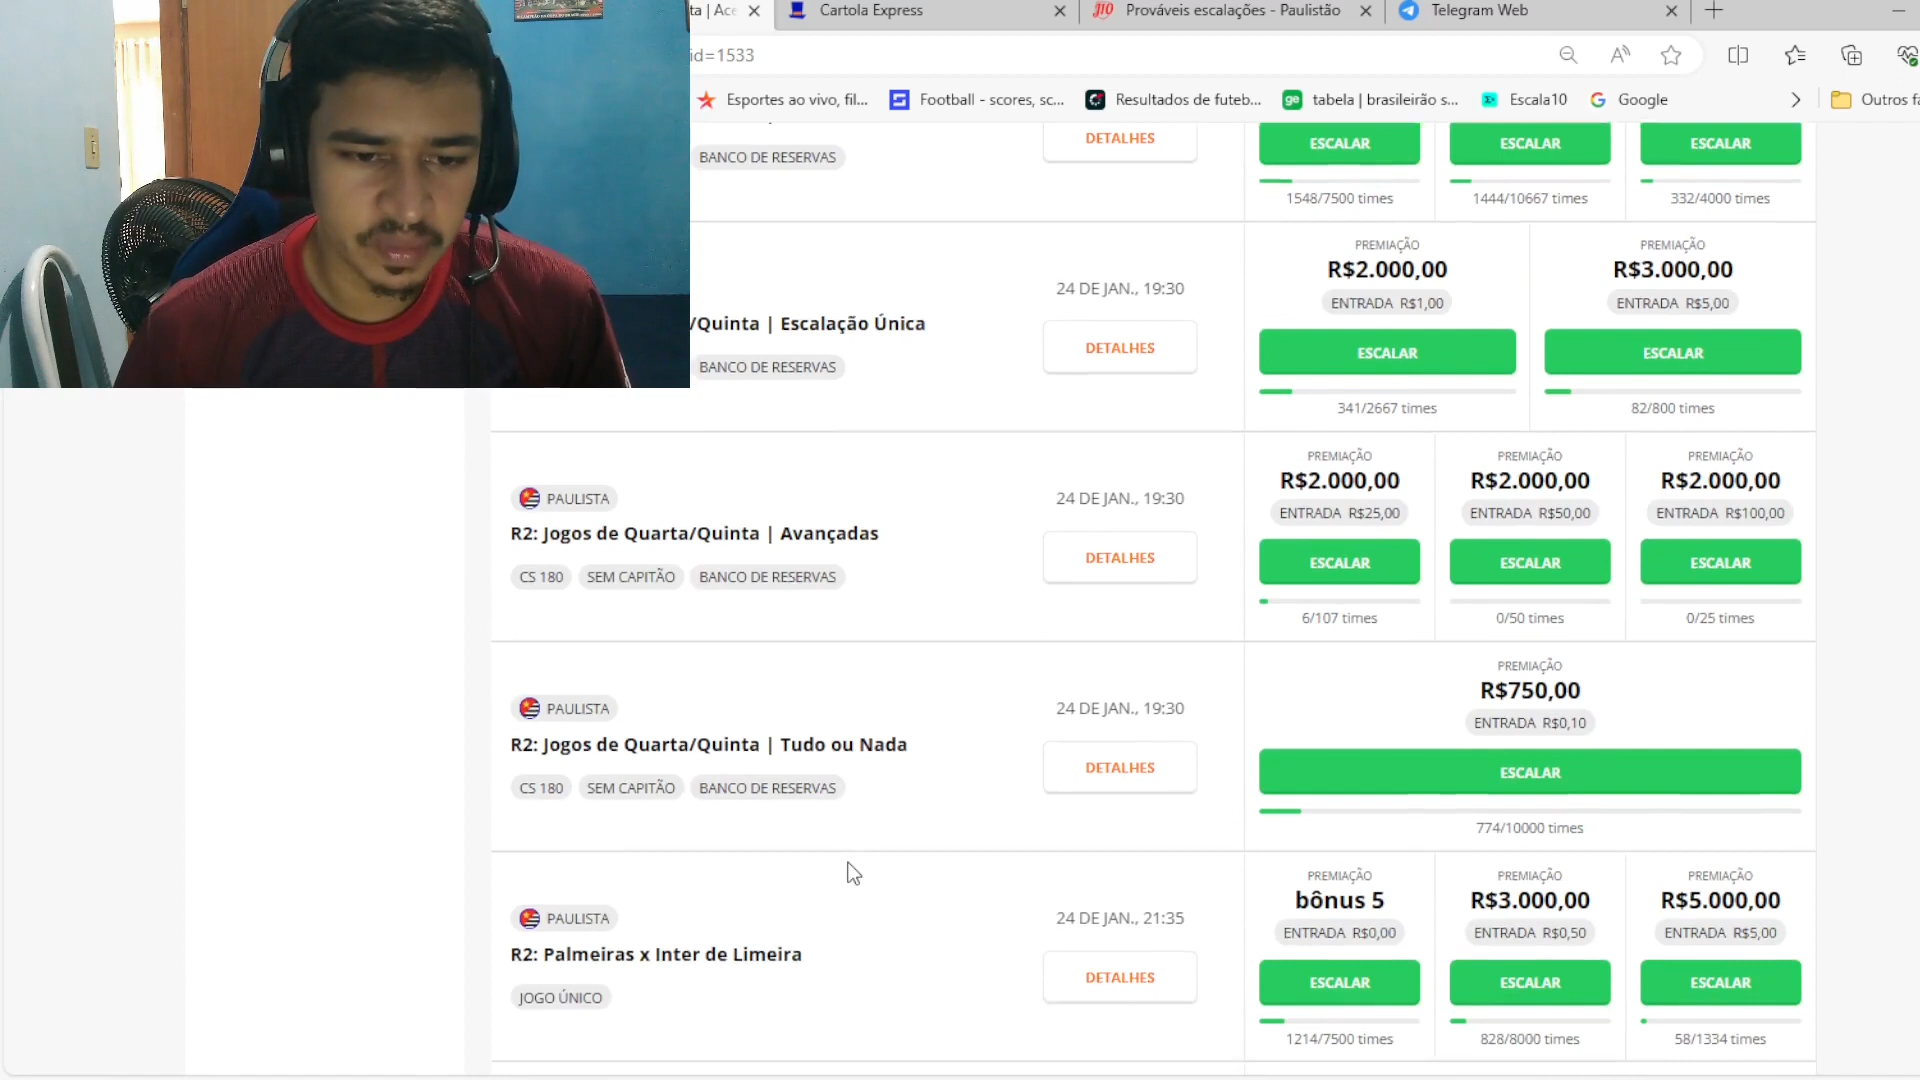 ta | Ace
Cartola Express
Prováveis escalações - Paulistão
Telegram Web
id=1533
Esportes ao vivo, fil...
Football - scores, sc...
Resultados de futeb...
tabela | brasileirão s...
Escala10
Google
Outros fa
BANCO DE RESERVAS
DETALHES
ESCALAR
ESCALAR
ESCALAR
1548/7500 times
1444/10667 times
332/4000 times
/Quinta | Escalação Única
BANCO DE RESERVAS
24 DE JAN., 19:30
DETALHES
PREMIAÇÃO
R$2.000,00
ENTRADA R$1,00
ESCALAR
341/2667 times
PREMIAÇÃO
R$3.000,00
ENTRADA R$5,00
ESCALAR
82/800 times
PAULISTA
R2: Jogos de Quarta/Quinta | Avançadas
CS 180 SEM CAPITÃO BANCO DE RESERVAS
24 DE JAN., 19:30
DETALHES
PREMIAÇÃO
R$2.000,00
ENTRADA R$25,00
ESCALAR
6/107 times
PREMIAÇÃO
R$2.000,00
ENTRADA R$50,00
ESCALAR
0/50 times
PREMIAÇÃO
R$2.000,00
ENTRADA R$100,00
ESCALAR
0/25 times
PAULISTA
R2: Jogos de Quarta/Quinta | Tudo ou Nada
CS 180 SEM CAPITÃO BANCO DE RESERVAS
24 DE JAN., 19:30
DETALHES
PREMIAÇÃO
R$750,00
ENTRADA R$0,10
ESCALAR
774/10000 times
PAULISTA
R2: Palmeiras x Inter de Limeira
JOGO ÚNICO
24 DE JAN., 21:35
DETALHES
PREMIAÇÃO
bônus 5
ENTRADA R$0,00
ESCALAR
1214/7500 times
PREMIAÇÃO
R$3.000,00
ENTRADA R$0,50
ESCALAR
828/8000 times
PREMIAÇÃO
R$5.000,00
ENTRADA R$5,00
ESCALAR
58/1334 times